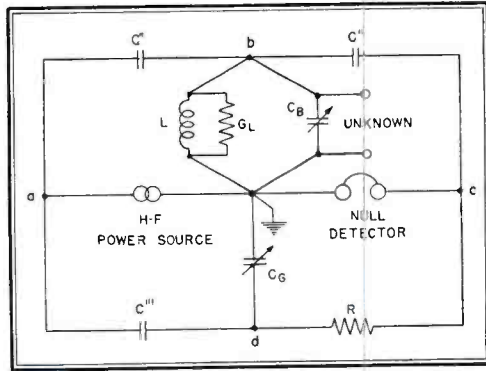 C' C"
b
L GL CB UNKNOWN
a c
H-F NULL
POWER SOURCE DETECTOR
CG
C''' R
d